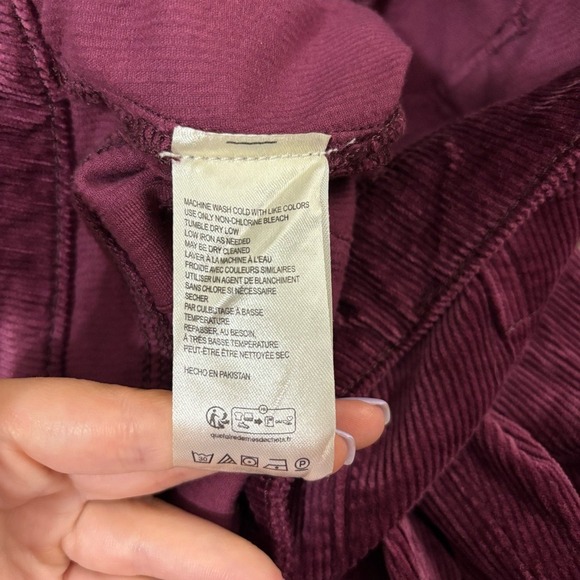 MACHINE WASH COLD WITH LIKE COLORS
USE ONLY NON-CHLORINE BLEACH
TUMBLE DRY LOW
LOW IRON AS NEEDED
MAY BE DRY CLEANED
LAVER À LA MACHINE À L'EAU
FROIDE AVEC COULEURS SIMILAIRES
UTILISER UN AGENT DE BLANCHIMENT
SANS CHLORE SI NÉCESSAIRE
SECHER
PAR CULBUTAGE À BASSE
TEMPÉRATURE
REPASSER, AU BESOIN,
À TRÈS BASSE TEMPÉRATURE
PEUT-ÊTRE ÊTRE NETTOYÉE SEC
HECHO EN PAKISTAN
quefairedemesdechets.fr
30 P